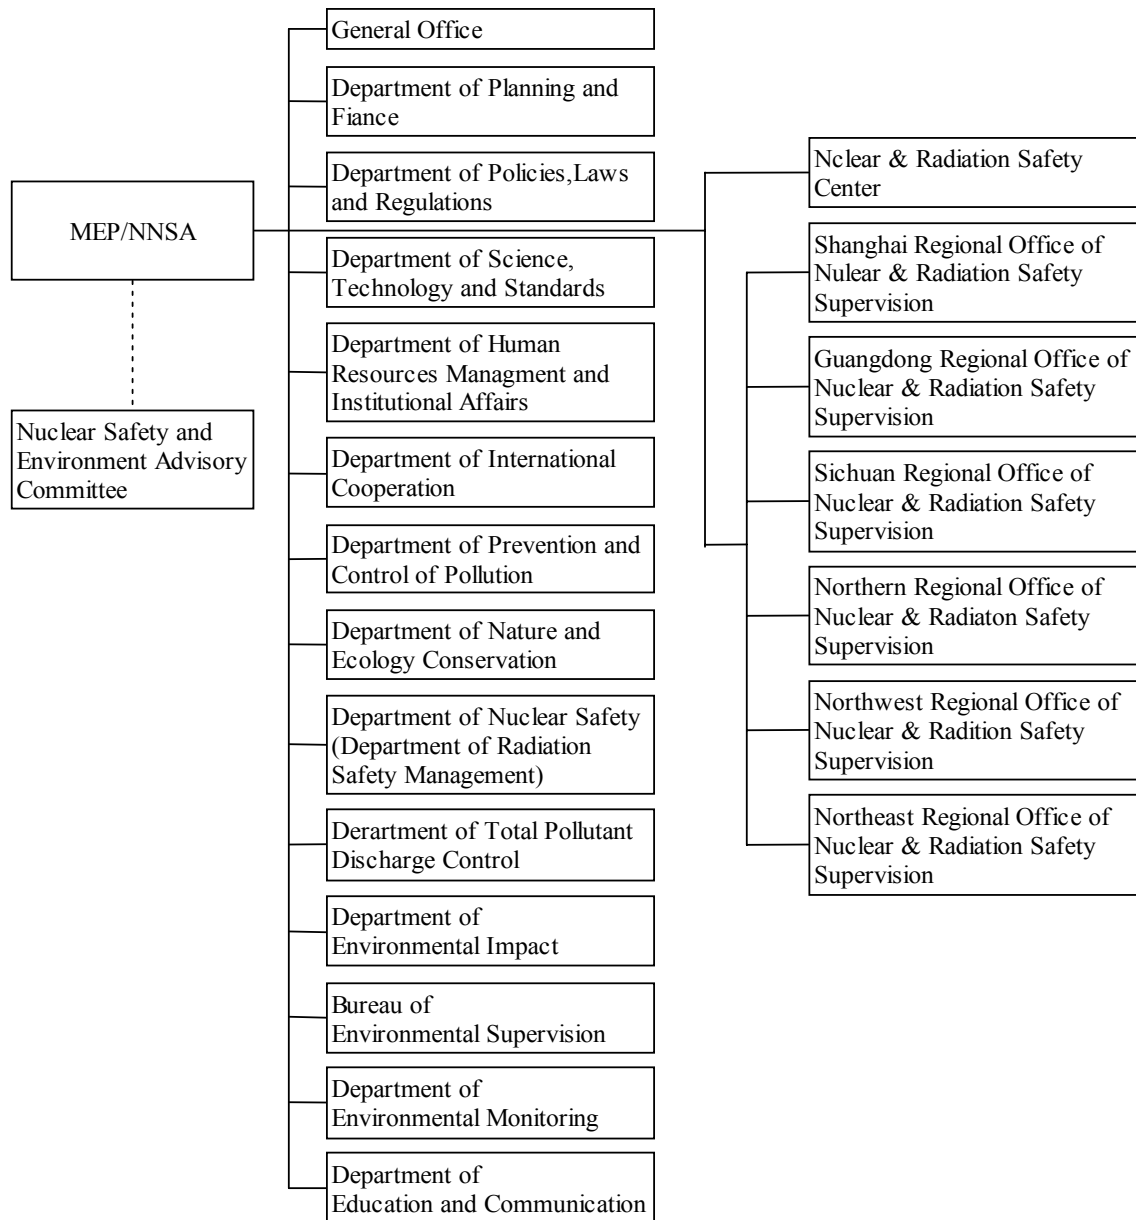 MEP/NNSA
Nuclear Safety and
Environment Advisory
Committee
General Office
Department of Planning and
Fiance
Department of Policies,Laws
and Regulations
Department of Science,
Technology and Standards
Department of Human
Resources Managment and
Institutional Affairs
Department of International
Cooperation
Department of Prevention and
Control of Pollution
Department of Nature and
Ecology Conservation
Department of Nuclear Safety
(Department of Radiation
Safety Management)
Derartment of Total Pollutant
Discharge Control
Department of
Environmental Impact
Bureau of
Environmental Supervision
Department of
Environmental Monitoring
Department of
Education and Communication
Nclear & Radiation Safety
Center
Shanghai Regional Office of
Nulear & Radiation Safety
Supervision
Guangdong Regional Office of
Nuclear & Radiation Safety
Supervision
Sichuan Regional Office of
Nuclear & Radiation Safety
Supervision
Northern Regional Office of
Nuclear & Radiaton Safety
Supervision
Northwest Regional Office of
Nuclear & Radition Safety
Supervision
Northeast Regional Office of
Nuclear & Radiation Safety
Supervision